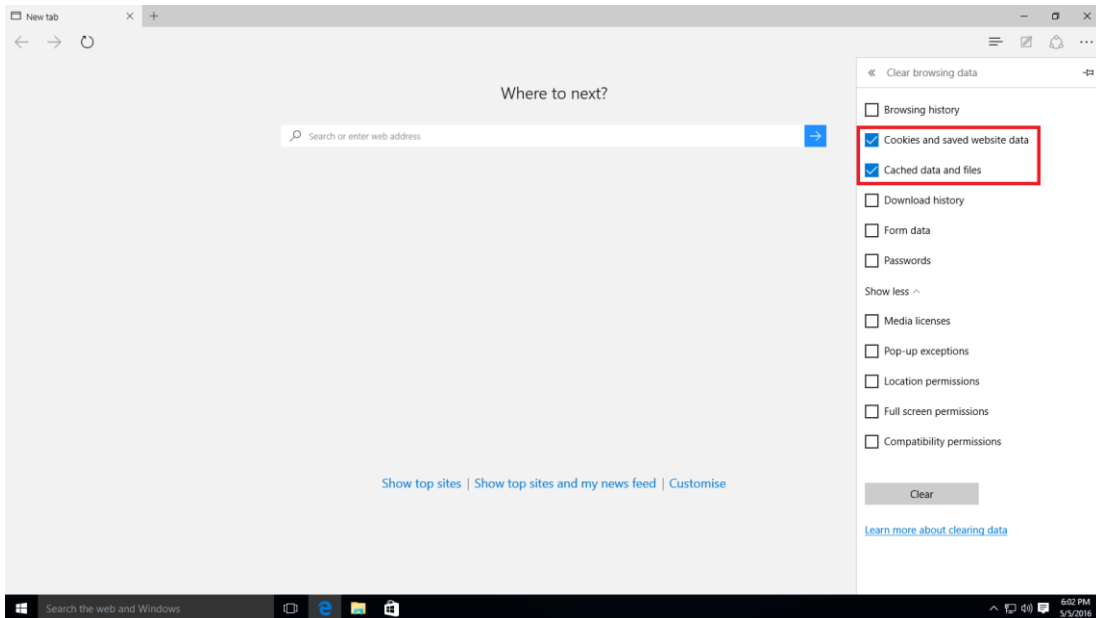 New tab
Clear browsing data
Where to next?
Search or enter web address
Browsing history
Cookies and saved website data
Cached data and files
Download history
Form data
Passwords
Show less
Media licenses
Pop-up exceptions
Location permissions
Full screen permissions
Compatibility permissions
Show top sites | Show top sites and my news feed | Customise
Clear
Learn more about clearing data
Search the web and Windows
6:02 PM
5/5/2016